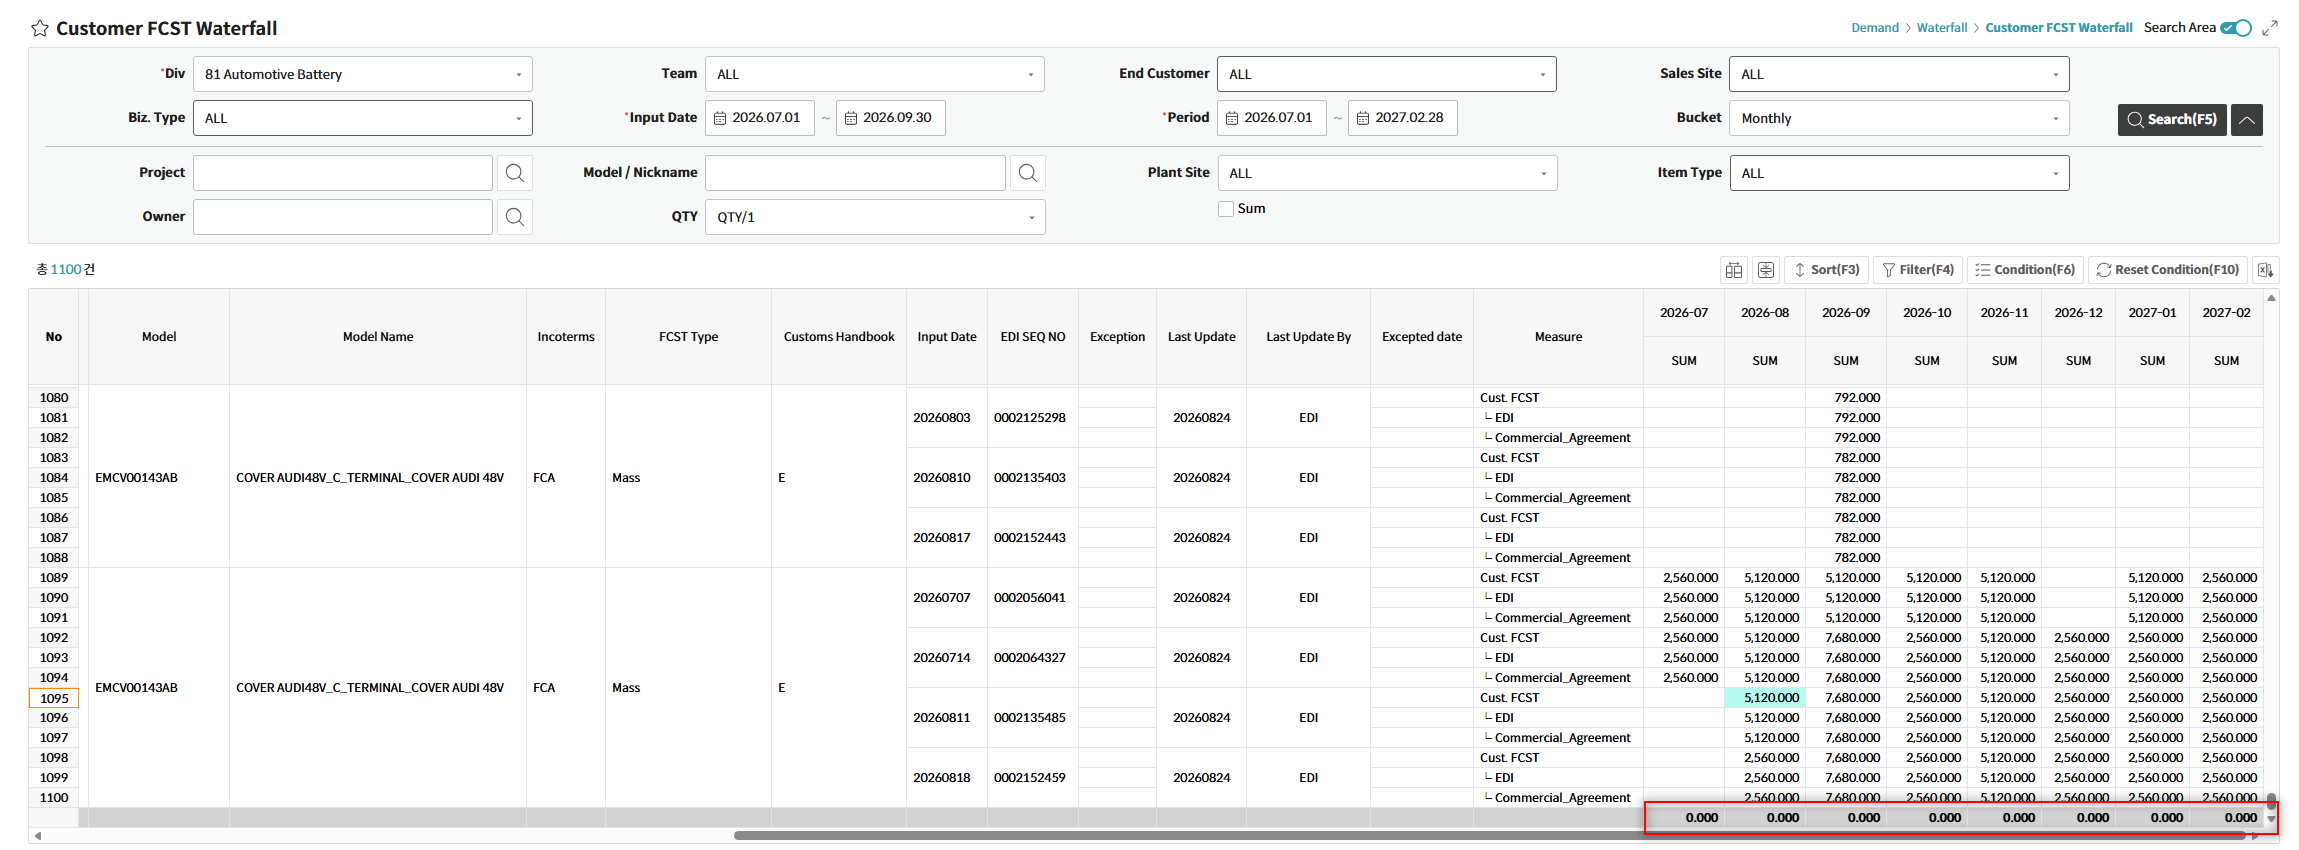 Customer FCST Waterfall
Demand > Waterfall > Customer FCST Waterfall Search Area
*Div 81 Automotive Battery Team ALL End Customer ALL Sales Site ALL
Biz. Type ALL *Input Date 2026.07.01 ~ 2026.09.30 *Period 2026.07.01 ~ 2027.02.28 Bucket Monthly Search(F5)
Project Model / Nickname Plant Site ALL Item Type ALL
Owner QTY QTY/1 Sum
총 1100 건 Sort(F3) Filter(F4) Condition(F6) Reset Condition(F10)
No Model Model Name Incoterms FCST Type Customs Handbook Input Date EDI SEQ NO Exception Last Update Last Update By Excepted date Measure 2026-07 2026-08 2026-09 2026-10 2026-11 2026-12 2027-01 2027-02
SUM SUM SUM SUM SUM SUM SUM SUM
1080 Cust. FCST 792.000
1081 20260803 0002125298 20260824 EDI └ EDI 792.000
1082 └ Commercial_Agreement 792.000
1083 Cust. FCST 782.000
1084 EMCV00143AB COVER AUDI48V_C_TERMINAL_COVER AUDI 48V FCA Mass E 20260810 0002135403 20260824 EDI └ EDI 782.000
1085 └ Commercial_Agreement 782.000
1086 Cust. FCST 782.000
1087 20260817 0002152443 20260824 EDI └ EDI 782.000
1088 └ Commercial_Agreement 782.000
1089 Cust. FCST 2,560.000 5,120.000 5,120.000 5,120.000 5,120.000 5,120.000 2,560.000
1090 20260707 0002056041 20260824 EDI └ EDI 2,560.000 5,120.000 5,120.000 5,120.000 5,120.000 5,120.000 2,560.000
1091 └ Commercial_Agreement 2,560.000 5,120.000 5,120.000 5,120.000 5,120.000 5,120.000 2,560.000
1092 Cust. FCST 2,560.000 5,120.000 7,680.000 2,560.000 5,120.000 2,560.000 2,560.000 2,560.000
1093 20260714 0002064327 20260824 EDI └ EDI 2,560.000 5,120.000 7,680.000 2,560.000 5,120.000 2,560.000 2,560.000 2,560.000
1094 EMCV00143AB COVER AUDI48V_C_TERMINAL_COVER AUDI 48V FCA Mass E └ Commercial_Agreement 2,560.000 5,120.000 7,680.000 2,560.000 5,120.000 2,560.000 2,560.000 2,560.000
1095 Cust. FCST 5,120.000 7,680.000 2,560.000 5,120.000 2,560.000 2,560.000 2,560.000
1096 20260811 0002135485 20260824 EDI └ EDI 5,120.000 7,680.000 2,560.000 5,120.000 2,560.000 2,560.000 2,560.000
1097 └ Commercial_Agreement 5,120.000 7,680.000 2,560.000 5,120.000 2,560.000 2,560.000 2,560.000
1098 Cust. FCST 2,560.000 7,680.000 2,560.000 5,120.000 2,560.000 2,560.000 2,560.000
1099 20260818 0002152459 20260824 EDI └ EDI 2,560.000 7,680.000 2,560.000 5,120.000 2,560.000 2,560.000 2,560.000
1100 └ Commercial_Agreement 2,560.000 7,680.000 2,560.000 5,120.000 2,560.000 2,560.000 2,560.000
0.000 0.000 0.000 0.000 0.000 0.000 0.000 0.000